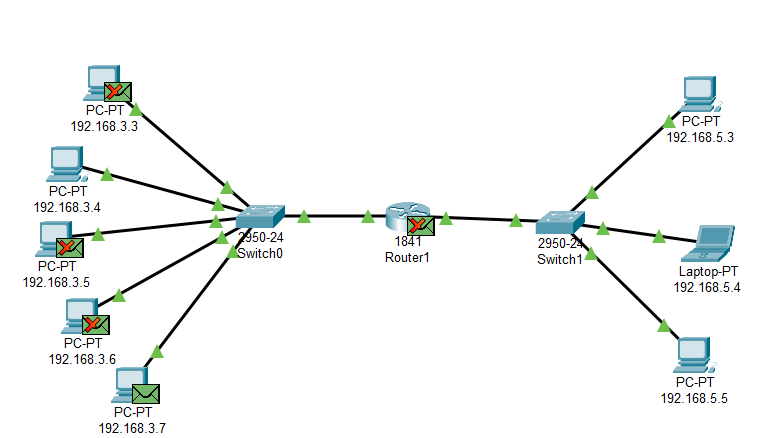 PC-PT
192.168.3.3
PC-PT
192.168.3.4
PC-PT
192.168.3.5
PC-PT
192.168.3.6
PC-PT
192.168.3.7
2950-24
Switch0
1841
Router1
2950-24
Switch1
PC-PT
192.168.5.3
Laptop-PT
192.168.5.4
PC-PT
192.168.5.5